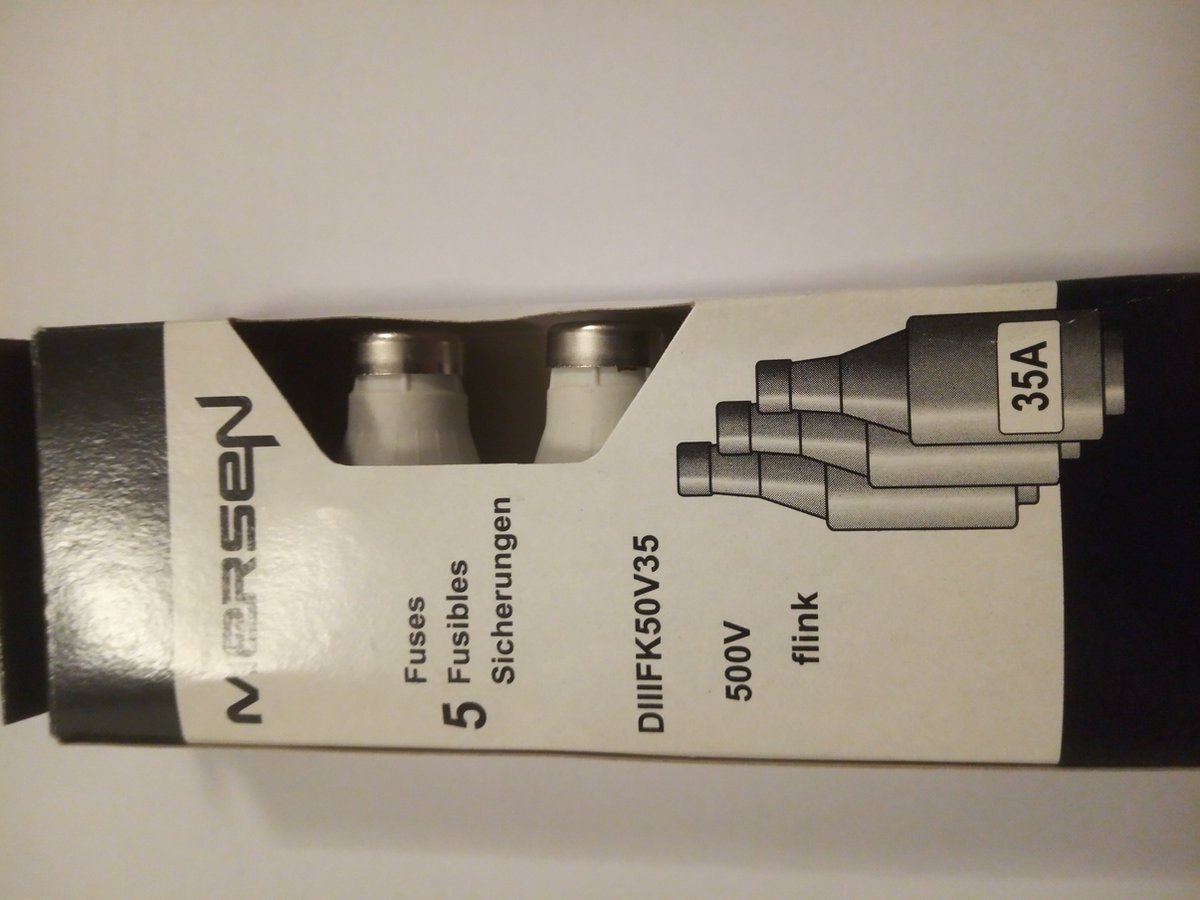 MERSEN
Fuses
5 Fusibles
Sicherungen
DIIIFK50V35
500V
flink
35A